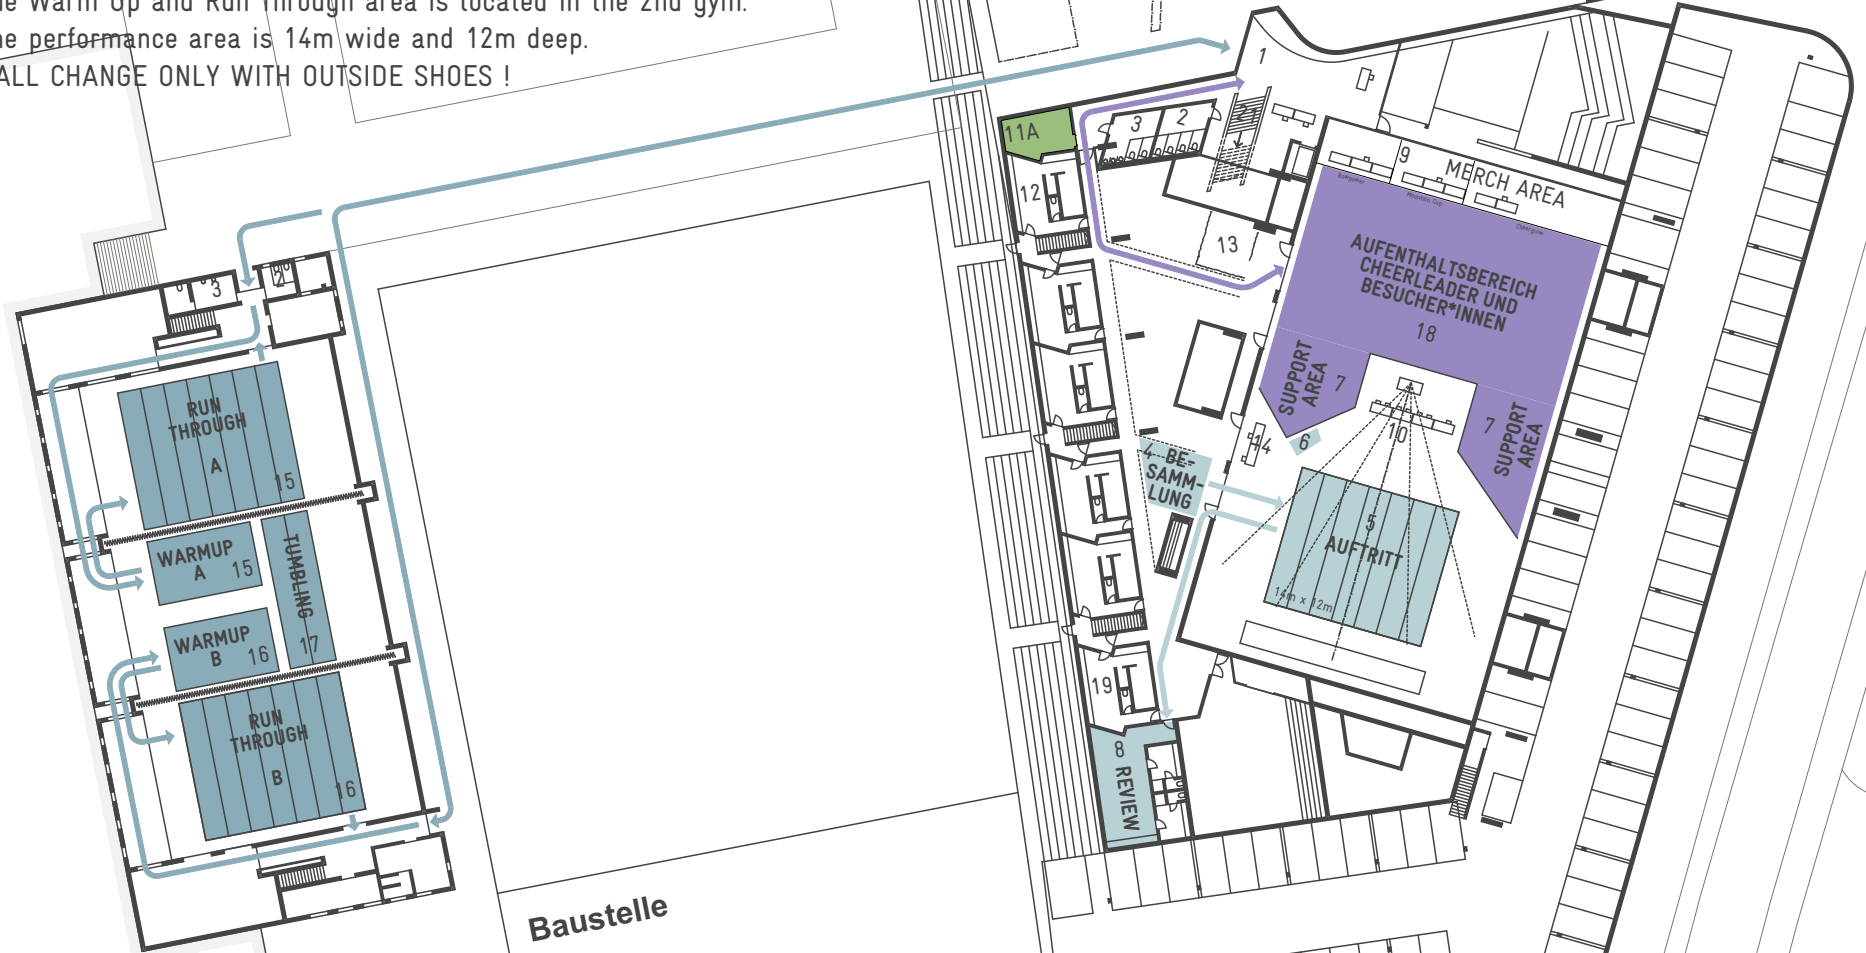 he Warm Up and Run Through area is located in the 2nd gym.
he performance area is 14m wide and 12m deep.
ALL CHANGE ONLY WITH OUTSIDE SHOES !
1
11A
3
2
21
9
MERCH AREA
12
13
Mountain Cup
AUFENTHALTSBEREICH
CHEERLEADER UND
BESUCHER*INNEN
18
3
2
SUPPORT
AREA
7
7
SUPPORT
AREA
RUN
THROUGH
A
15
10
14
6
4
BE-
SAMM-
LUNG
5
AUFTRITT
14m x 12m
WARMUP
A
15
TUMBLING
17
WARMUP
B
16
19
RUN
THROUGH
B
16
8
REVIEW
Baustelle